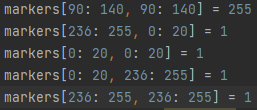 markers[90: 140, 90: 140] = 255
markers[236: 255, 0: 20] = 1
markers[0: 20, 0: 20] = 1
markers[0: 20, 236: 255] = 1
markers[236: 255, 236: 255] = 1